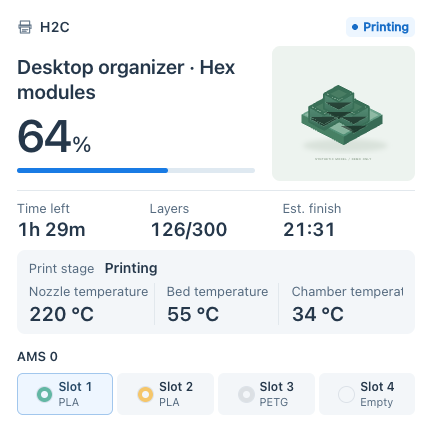 H2C
Printing
Desktop organizer · Hex
modules
64%
Time left
Layers
Est. finish
1h 29m
126/300
21:31
Print stage Printing
Nozzle temperature
Bed temperature
Chamber temperat
220 °C
55 °C
34 °C
AMS 0
Slot 1
PLA
Slot 2
PLA
Slot 3
PETG
Slot 4
Empty